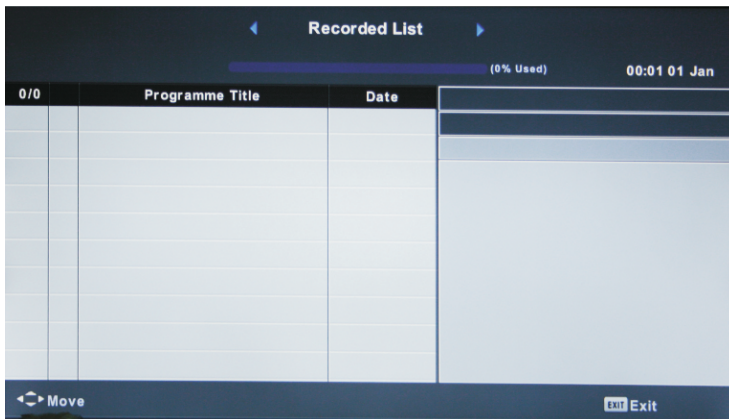 Recorded List
(0% Used)
00:01 01 Jan
0/0 Programme Title Date
Move
EXIT Exit